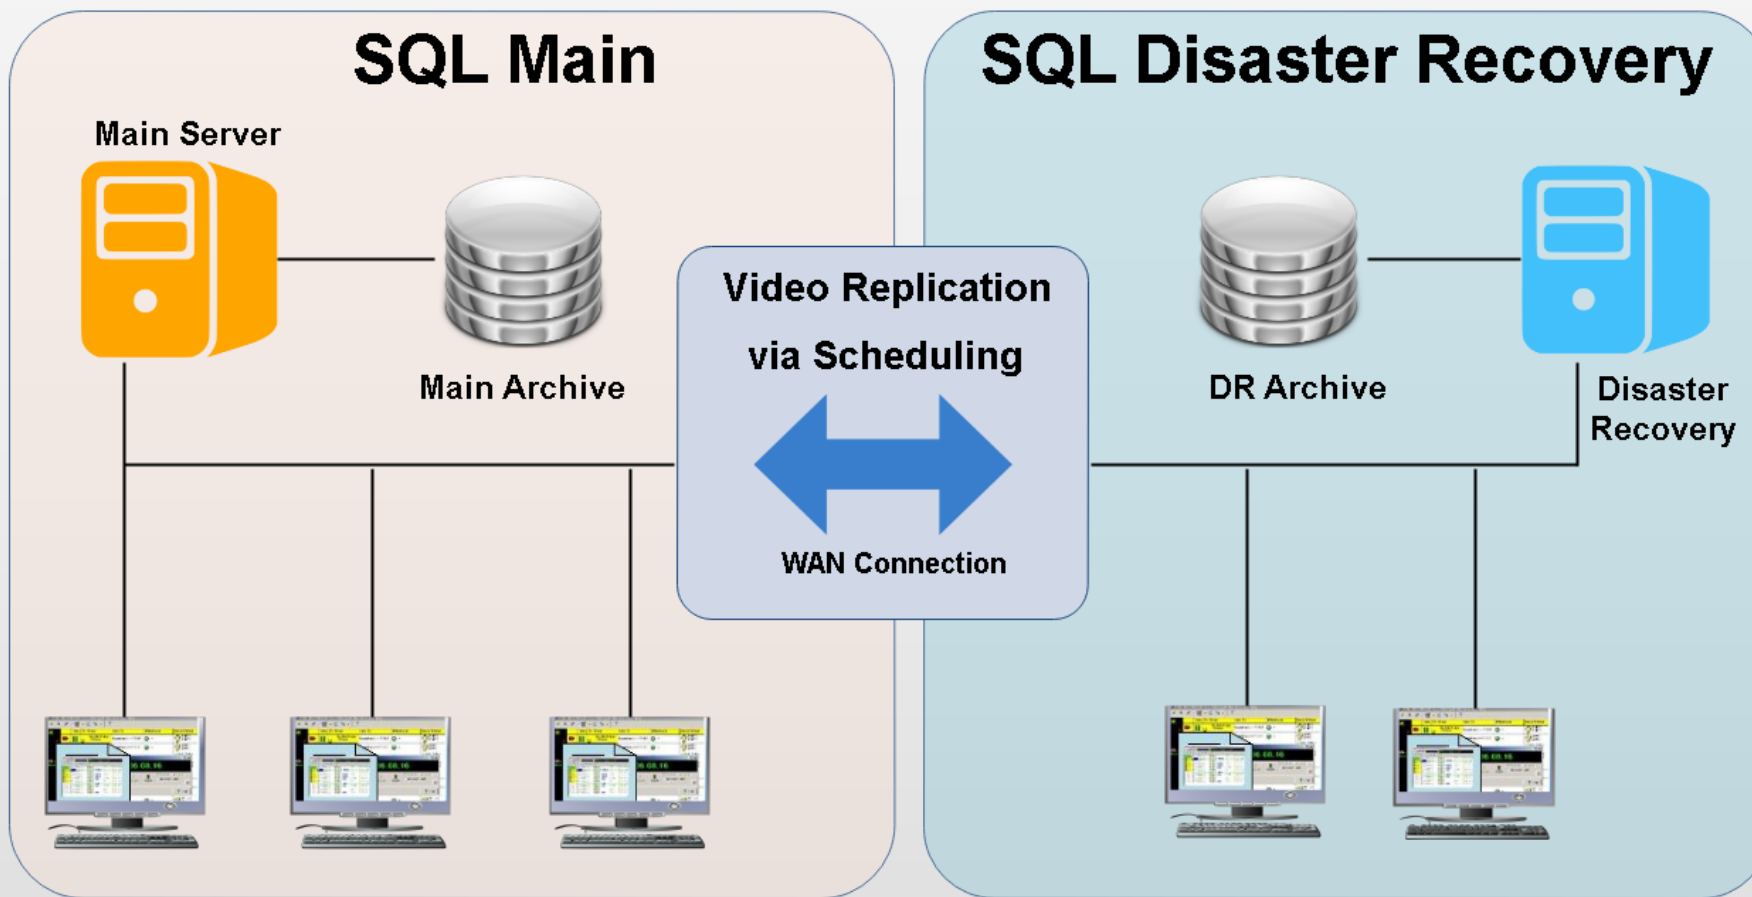 SQL Main
SQL Disaster Recovery
Main Server
Main Archive
Video Replication
via Scheduling
WAN Connection
DR Archive
Disaster
Recovery